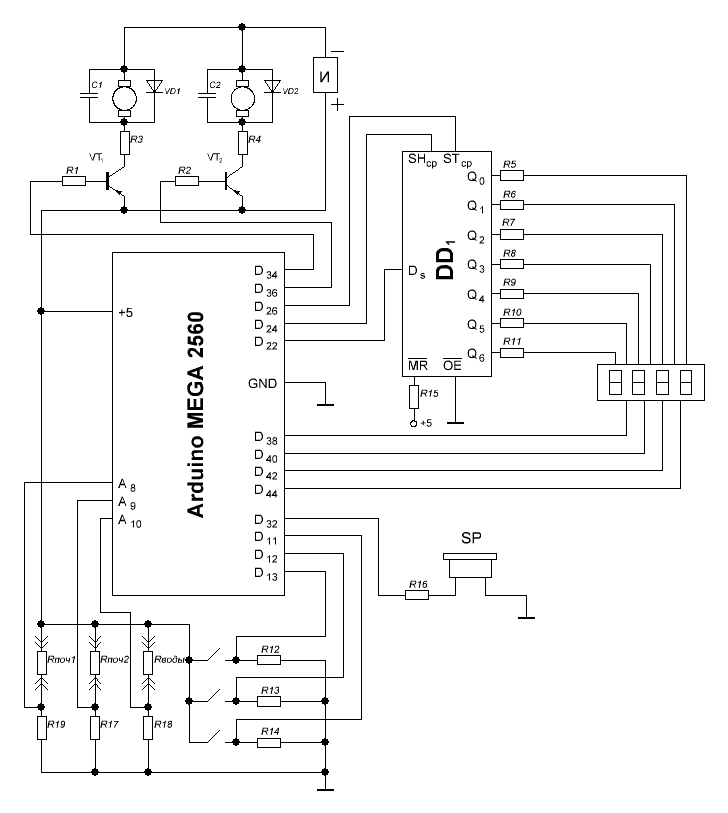 −
И
+
C1
VD1
C2
VD2
R3
R4
VT1
VT2
R1
R2
SHcp STcp
DD1
Ds
Q0
Q1
Q2
Q3
Q4
Q5
Q6
MR OE
R5
R6
R7
R8
R9
R10
R11
R15
+5
Arduino MEGA 2560
+5
A8
A9
A10
D34
D36
D26
D24
D22
GND
D38
D40
D42
D44
D32
D11
D12
D13
SP
R16
Rпоч1
Rпоч2
Rводы
R12
R13
R14
R19
R17
R18